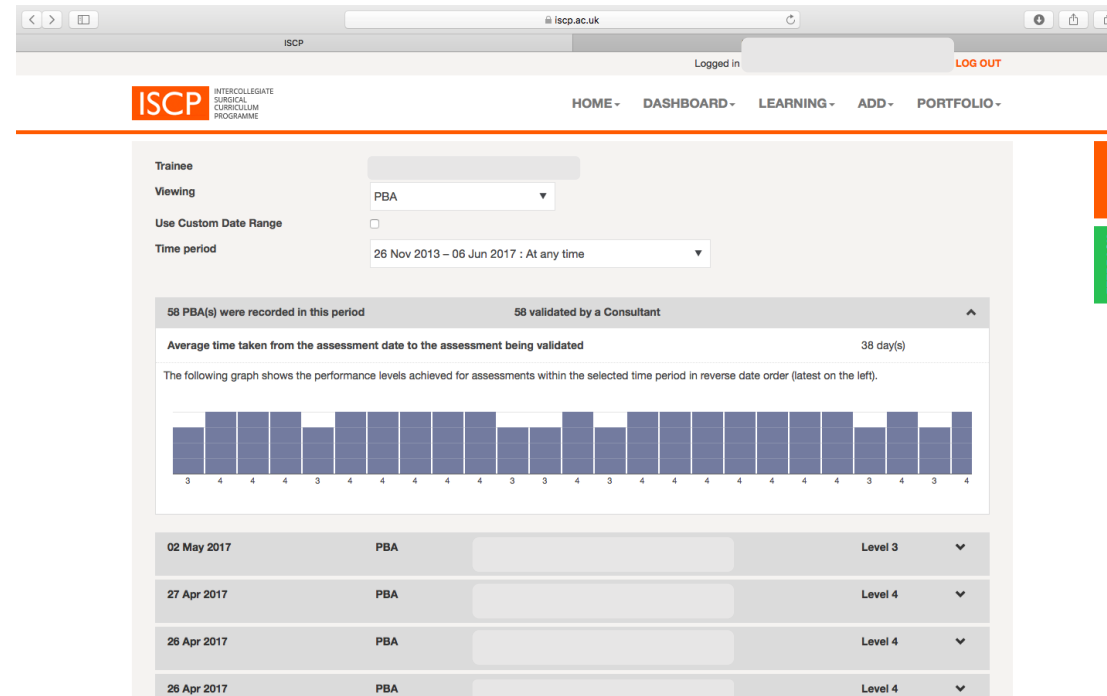 iscp.ac.uk
ISCP
Logged in
LOG OUT
ISCP
INTERCOLLEGIATE
SURGICAL
CURRICULUM
PROGRAMME
HOME DASHBOARD LEARNING ADD PORTFOLIO
Trainee
Viewing PBA
Use Custom Date Range
Time period 26 Nov 2013 – 06 Jun 2017 : At any time
58 PBA(s) were recorded in this period 58 validated by a Consultant
Average time taken from the assessment date to the assessment being validated 38 day(s)
The following graph shows the performance levels achieved for assessments within the selected time period in reverse date order (latest on the left).
3 4 4 4 3 4 4 4 4 4 3 3 4 3 4 4 4 4 4 4 4 3 4 3 4
02 May 2017 PBA Level 3
27 Apr 2017 PBA Level 4
26 Apr 2017 PBA Level 4
26 Apr 2017 PBA Level 4